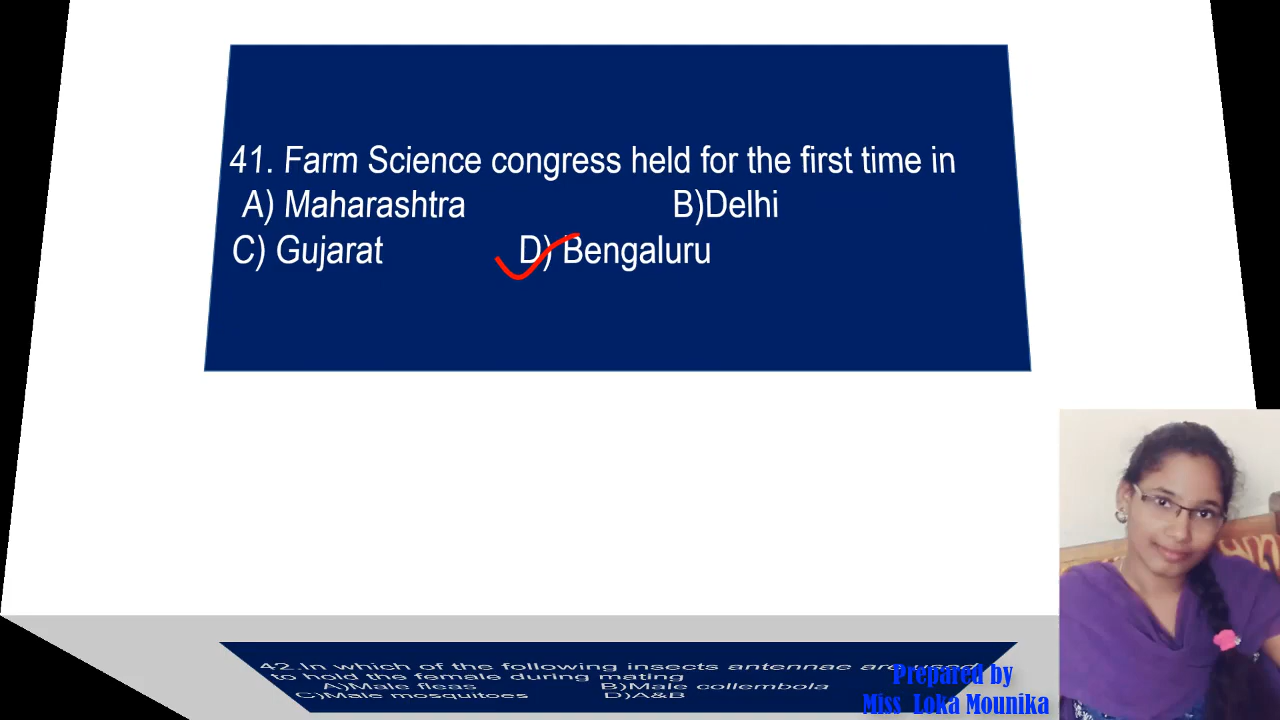 41. Farm Science congress held for the first time in
A) Maharashtra B)Delhi
C) Gujarat D) Bengaluru
42.In which of the following insects antennae are used
to hold the female during mating
A)Male fleas B)Male collembola
C)Male mosquitoes D)A&B
Prepared by
Miss Loka Mounika